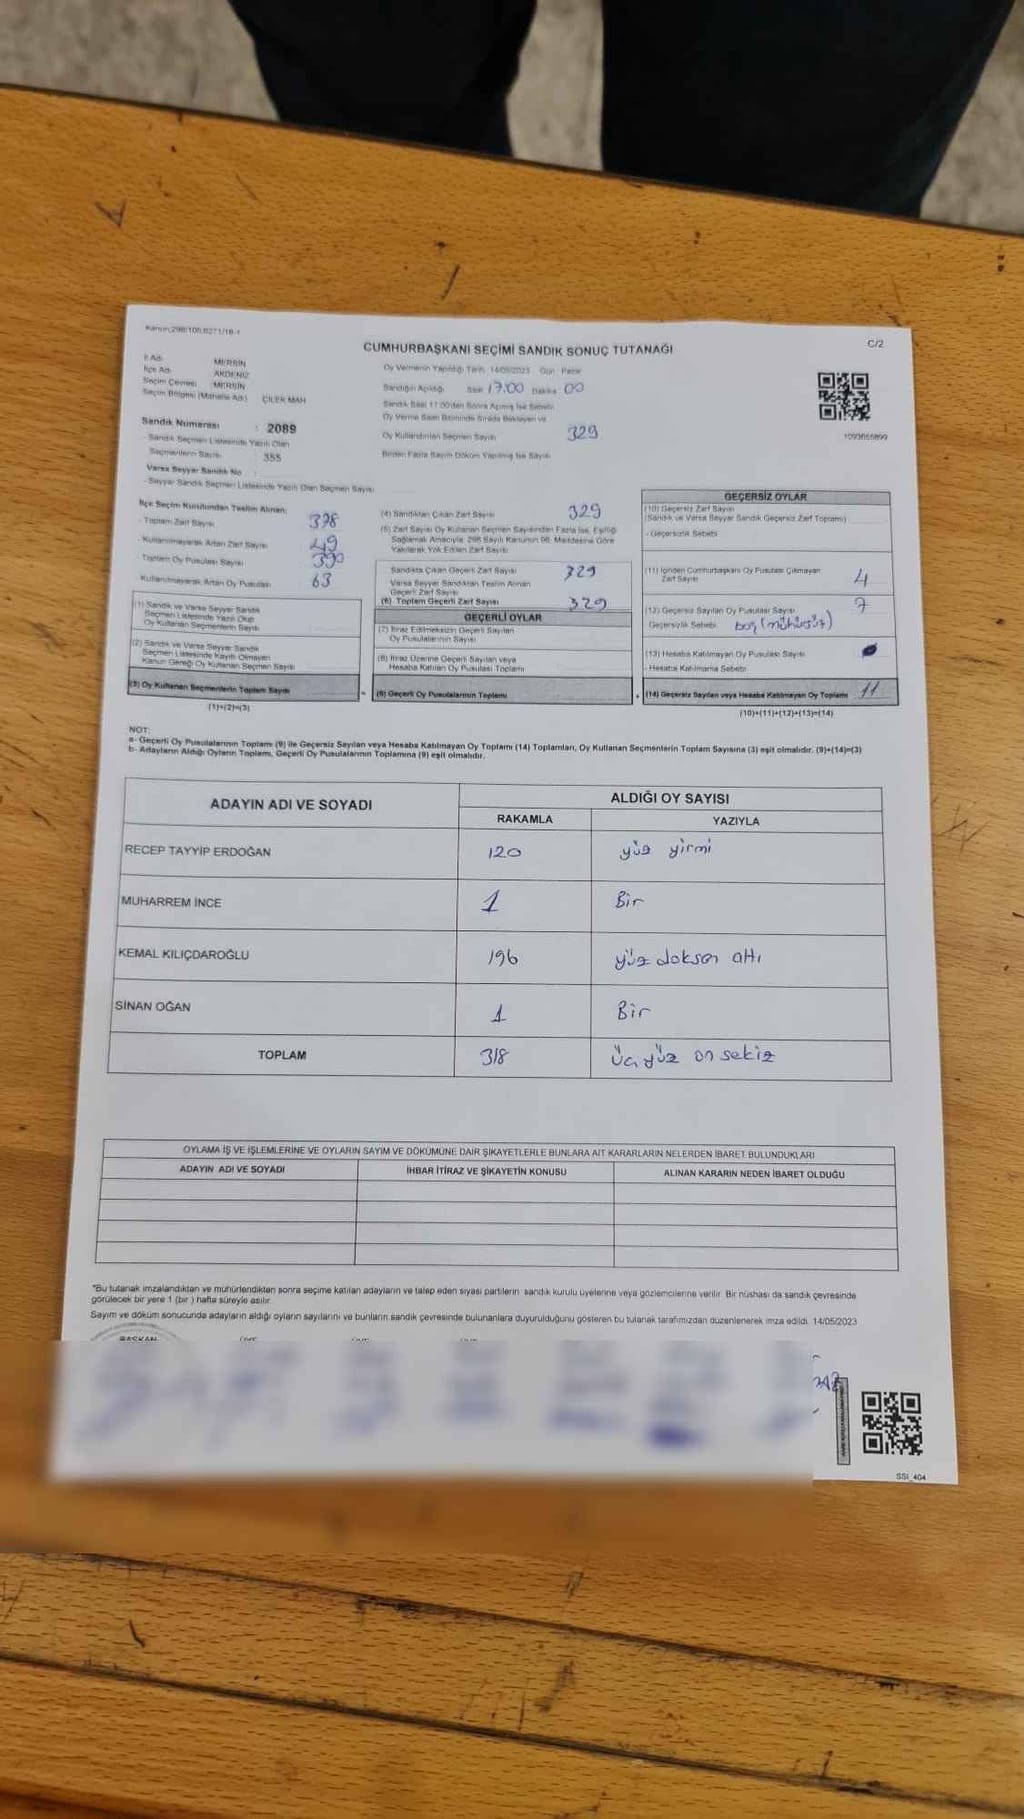 Kanun:298/105;6271/18-1
C/2
CUMHURBAŞKANI SEÇİMİ SANDIK SONUÇ TUTANAĞI
İl Adı: MERSİN
İlçe Adı: AKDENİZ
Seçim Çevresi: MERSİN
Seçim Bölgesi (Mahalle Adı) ÇİLEK MAH
Sandık Numarası : 2089
- Sandık Seçmen Listesinde Yazılı Olan
Seçmenlerin Sayısı : 355
Varsa Seyyar Sandık No :
- Seyyar Sandık Seçmen Listesinde Yazılı Olan Seçmen Sayısı:
Oy Vermenin Yapıldığı Tarih: 14/05/2023 Gün: Pazar
Sandığın Açıldığı Saat 17:00 Dakika 00
Sandık Saat 17:00'den Sonra Açılmış İse Sebebi:
Oy Verme Saati Bitiminde Sırada Bekleyen ve
Oy Kullandırılan Seçmen Sayısı 329
Birden Fazla Sayım Döküm Yapılmış İse Sayısı
1093655899
İlçe Seçim Kurulundan Teslim Alınan:
- Toplam Zarf Sayısı 378
- Kullanılmayarak Artan Zarf Sayısı 49
- Toplam Oy Pusulası Sayısı
- Kullanılmayarak Artan Oy Pusulası 63
(1) Sandık ve Varsa Seyyar Sandık
Seçmen Listesinde Yazılı Olup
Oy Kullanan Seçmenlerin Sayısı
(2) Sandık ve Varsa Seyyar Sandık
Seçmen Listesinde Kayıtlı Olmayan
Kanun Gereği Oy Kullanan Seçmen Sayısı
(3) Oy Kullanan Seçmenlerin Toplam Sayısı
(1)+(2)=(3)
(4) Sandıktan Çıkan Zarf Sayısı 329
(5) Zarf Sayısı Oy Kullanan Seçmen Sayısından Fazla İse, Eşitliği
Sağlamak Amacıyla, 298 Sayılı Kanunun 98. Maddesine Göre
Yakılarak Yok Edilen Zarf Sayısı
Sandıkta Çıkan Geçerli Zarf Sayısı 329
Varsa Seyyar Sandıktan Teslim Alınan
Geçerli Zarf Sayısı
(6) Toplam Geçerli Zarf Sayısı 329
GEÇERLİ OYLAR
(7) İtiraz Edilmeksizin Geçerli Sayılan
Oy Pusulalarının Sayısı
(8) İtiraz Üzerine Geçerli Sayılan veya
Hesaba Katılan Oy Pusulası Toplamı
(9) Geçerli Oy Pusulalarının Toplamı
GEÇERSİZ OYLAR
(10) Geçersiz Zarf Sayısı
(Sandık ve Varsa Seyyar Sandık Geçersiz Zarf Toplamı)
- Geçersizlik Sebebi
(11) İçinden Cumhurbaşkanı Oy Pusulası Çıkmayan
Zarf Sayısı 4
(12) Geçersiz Sayılan Oy Pusulası Sayısı 7
Geçersizlik Sebebi boş (mühürsüz)
(13) Hesaba Katılmayan Oy Pusulası Sayısı
- Hesaba Katılmama Sebebi
(14) Geçersiz Sayılan veya Hesaba Katılmayan Oy Toplamı 11
(10)+(11)+(12)+(13)=(14)
NOT:
a- Geçerli Oy Pusulalarının Toplamı (9) ile Geçersiz Sayılan veya Hesaba Katılmayan Oy Toplamı (14) Toplamları, Oy Kullanan Seçmenlerin Toplam Sayısına (3) eşit olmalıdır. (9)+(14)=(3)
b- Adayların Aldığı Oyların Toplamı, Geçerli Oy Pusulalarının Toplamına (9) eşit olmalıdır.
ADAYIN ADI VE SOYADI ALDIĞI OY SAYISI
RAKAMLA YAZIYLA
RECEP TAYYİP ERDOĞAN 120 yüz yirmi
MUHARREM İNCE 1 Bir
KEMAL KILIÇDAROĞLU 196 yüz doksan altı
SİNAN OĞAN 1 Bir
TOPLAM 318 üçyüz on sekiz
OYLAMA İŞ VE İŞLEMLERİNE VE OYLARIN SAYIM VE DÖKÜMÜNE DAİR ŞİKAYETLERLE BUNLARA AİT KARARLARIN NELERDEN İBARET BULUNDUKLARI
ADAYIN ADI VE SOYADI İHBAR İTİRAZ VE ŞİKAYETİN KONUSU ALINAN KARARIN NEDEN İBARET OLDUĞU
*Bu tutanak imzalandıktan ve mühürlendikten sonra seçime katılan adayların ve talep eden siyasi partilerin sandık kurulu üyelerine veya gözlemcilerine verilir. Bir nüshası da sandık çevresinde
görülecek bir yere 1 (bir ) hafta süreyle asılır.
Sayım ve döküm sonucunda adayların aldığı oyların sayılarını ve bunların sandık çevresinde bulunanlara duyurulduğunu gösteren bu tutanak tarafımızdan düzenlenerek imza edildi. 14/05/2023
BAŞKAN
SSI_404